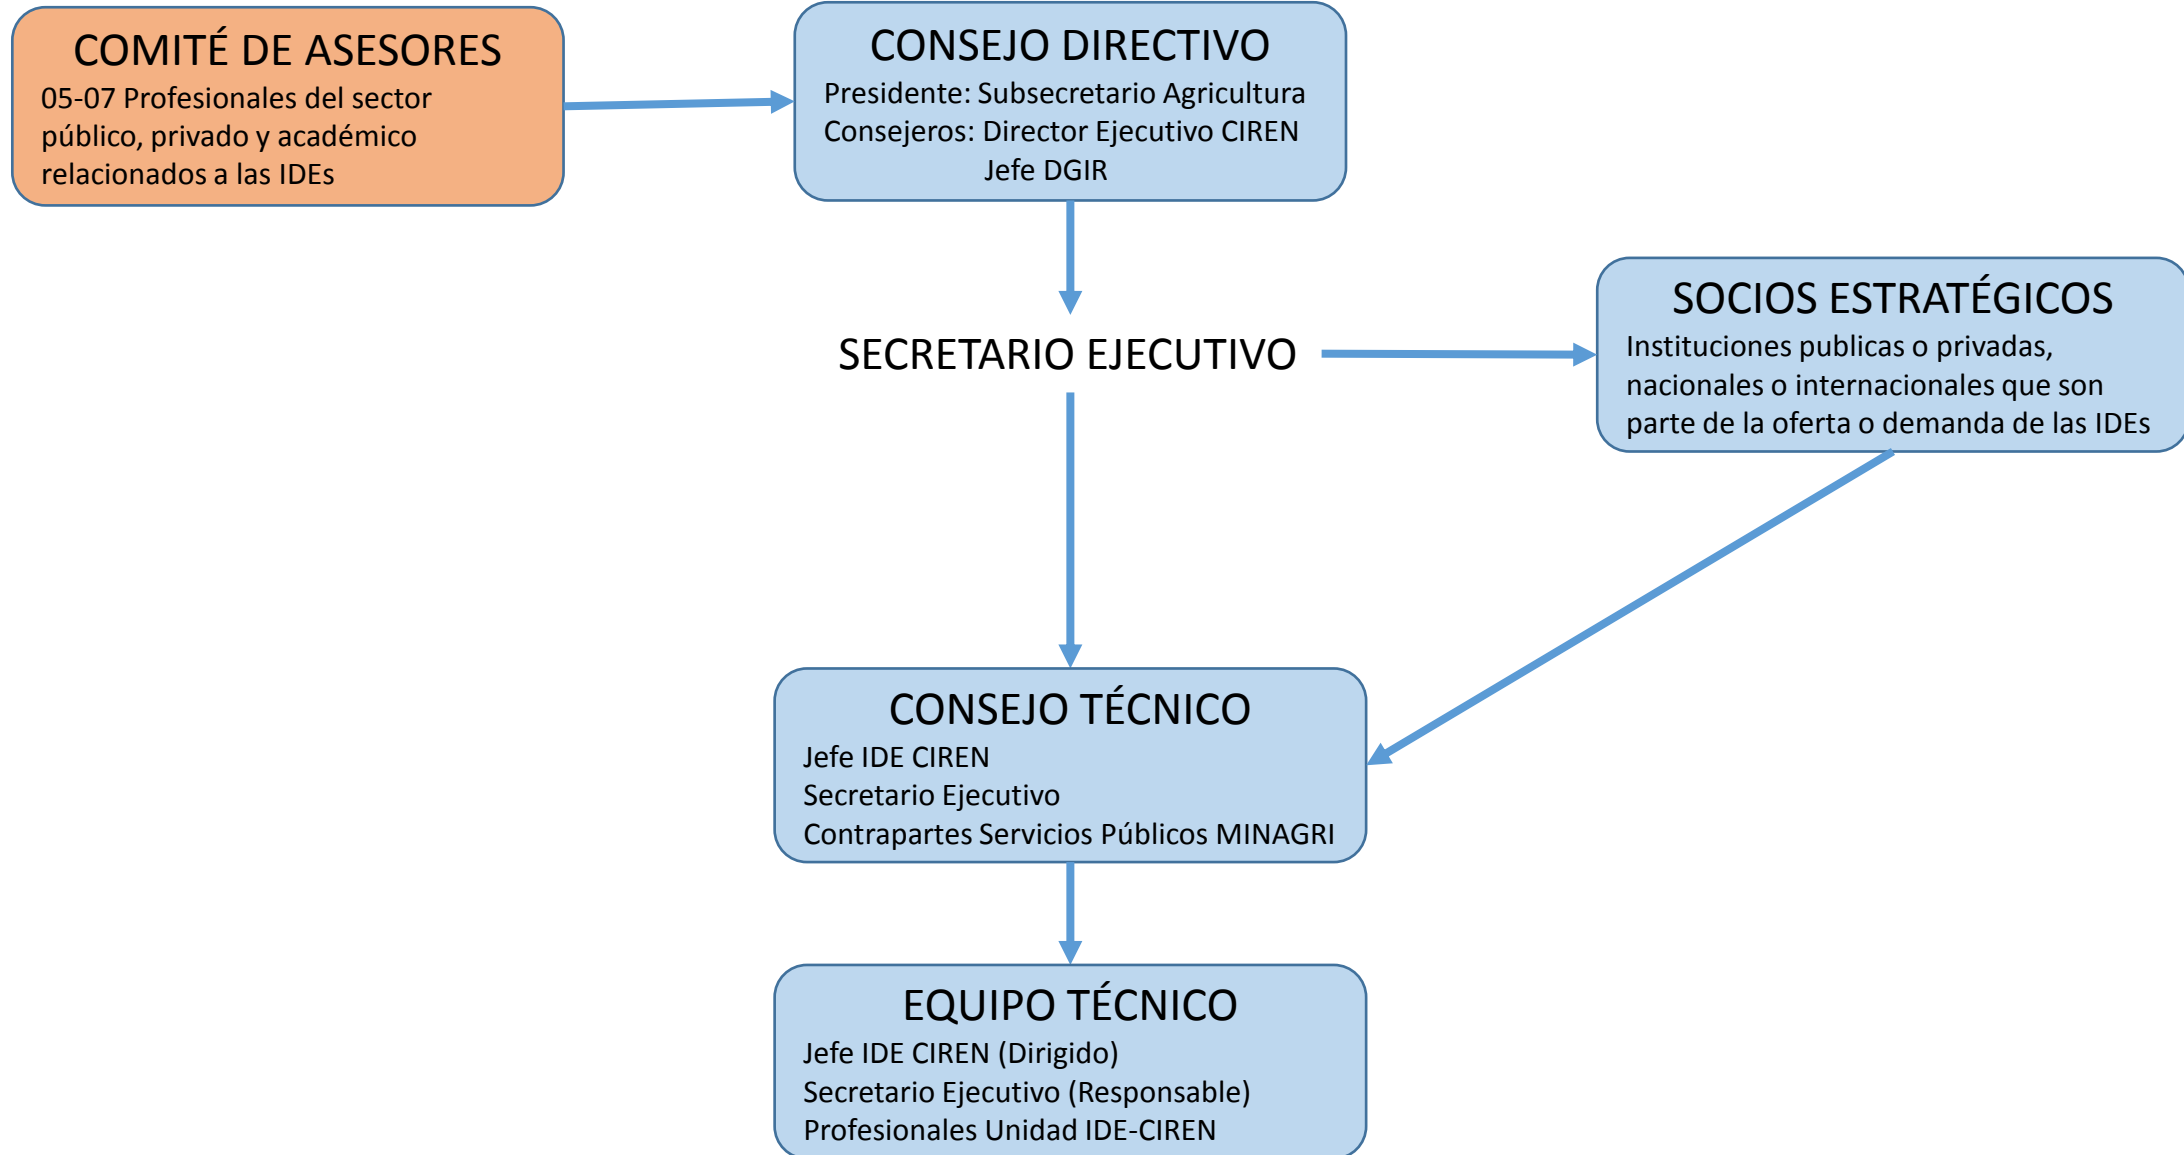 COMITÉ DE ASESORES
05-07 Profesionales del sector
público, privado y académico
relacionados a las IDEs
CONSEJO DIRECTIVO
Presidente: Subsecretario Agricultura
Consejeros: Director Ejecutivo CIREN
Jefe DGIR
SECRETARIO EJECUTIVO
SOCIOS ESTRATÉGICOS
Instituciones publicas o privadas,
nacionales o internacionales que son
parte de la oferta o demanda de las IDEs
CONSEJO TÉCNICO
Jefe IDE CIREN
Secretario Ejecutivo
Contrapartes Servicios Públicos MINAGRI
EQUIPO TÉCNICO
Jefe IDE CIREN (Dirigido)
Secretario Ejecutivo (Responsable)
Profesionales Unidad IDE-CIREN